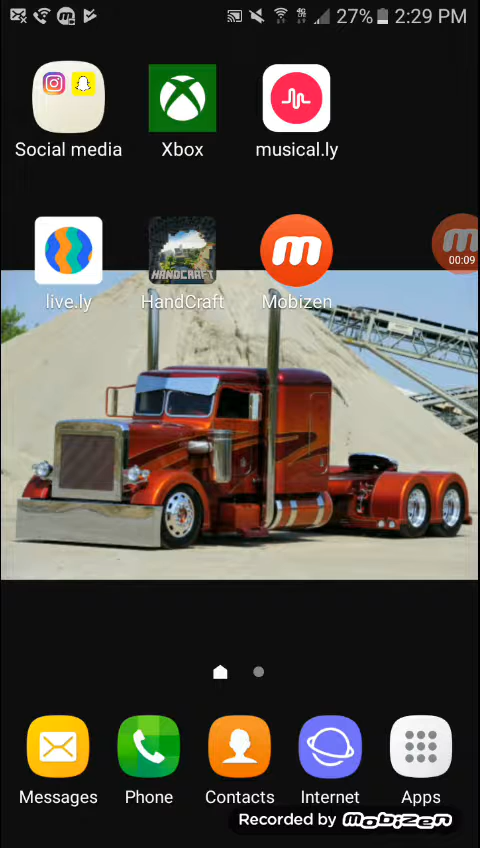 27% 2:29 PM
Social media
Xbox
musical.ly
00:09
HANDCRAFT
live.ly
HandCraft
Mobizen
Messages
Phone
Contacts
Internet
Apps
Recorded by Mobizen